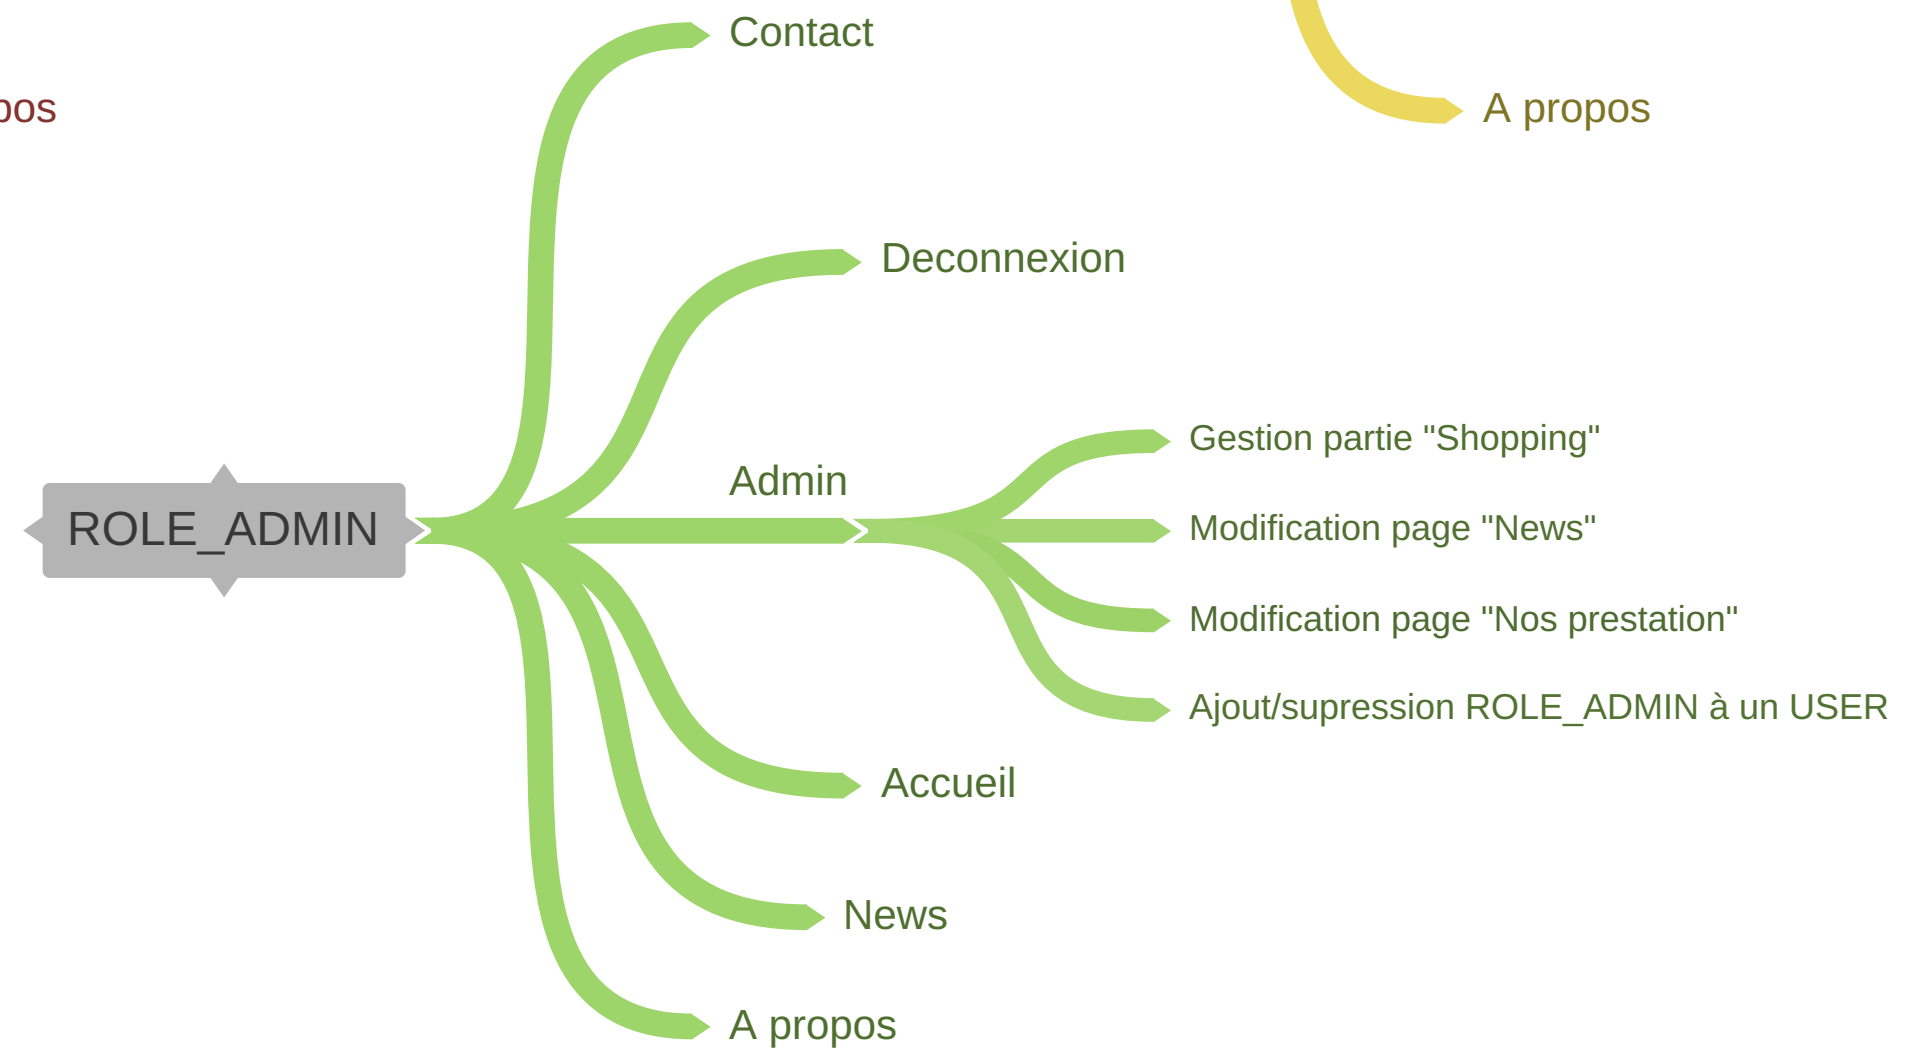 Contact
A propos
Deconnexion
Gestion partie "Shopping"
Admin
ROLE_ADMIN
Modification page "News"
Modification page "Nos prestation"
Ajout/supression ROLE_ADMIN à un USER
Accueil
News
A propos